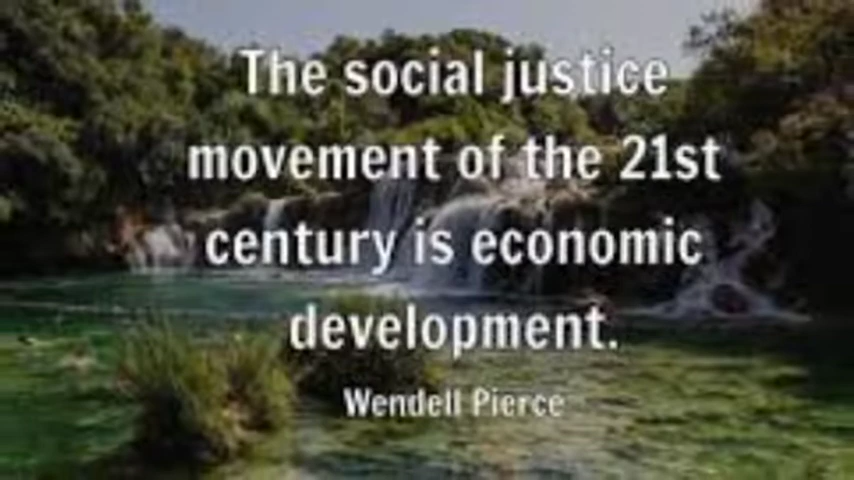 The social justice
movement of the 21st
century is economic
development.
Wendell Pierce